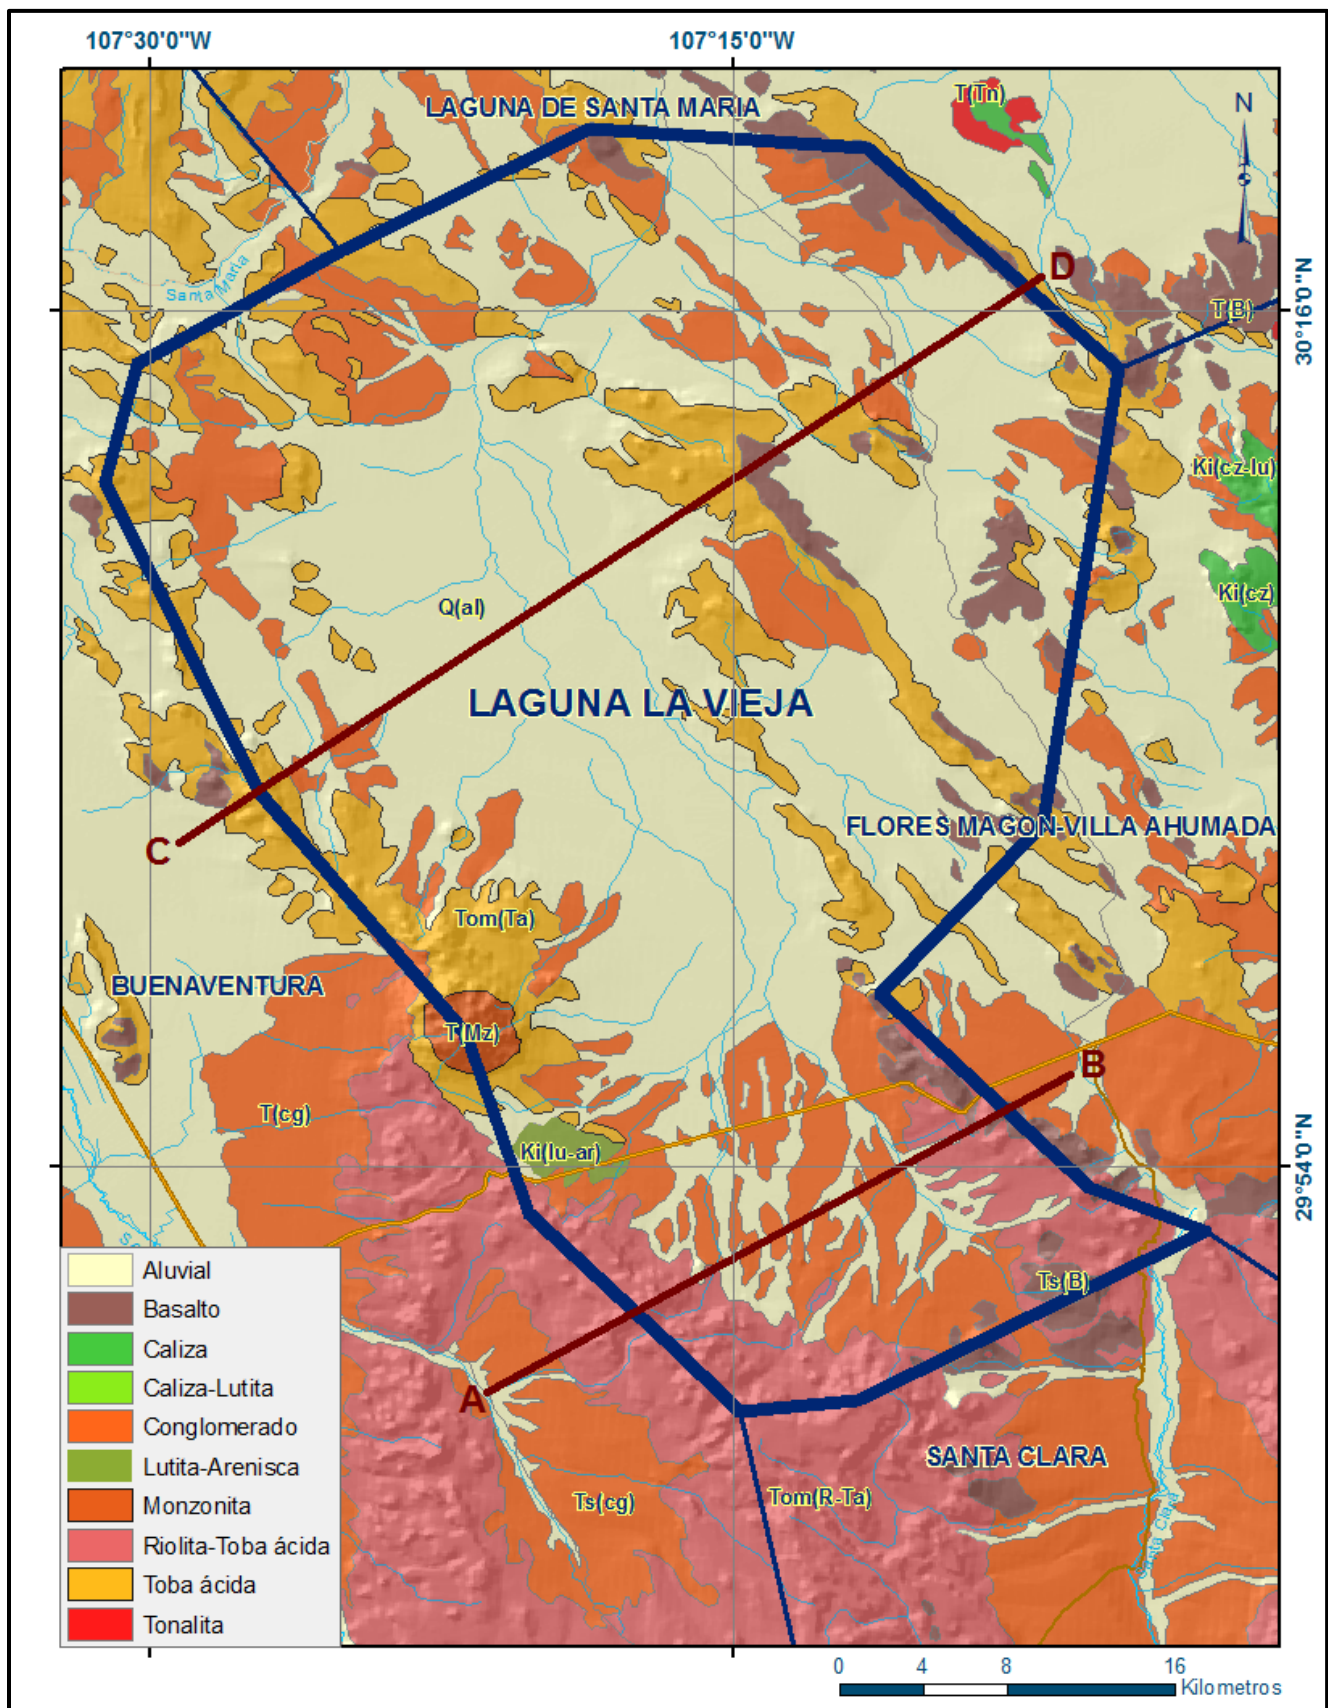 107°30'0"W
107°15'0"W
LAGUNA DE SANTA MARIA
T(Tn)
N
Santa Maria
D
T(B)
30°16'0"N
Ki(cz-lu)
Ki(cz)
Q(al)
LAGUNA LA VIEJA
FLORES MAGON-VILLA AHUMADA
C
Tom(Ta)
BUENAVENTURA
T(Mz)
B
T(cg)
Ki(lu-ar)
29°54'0"N
Ts(B)
A
SANTA CLARA
Ts(cg)
Tom(R-Ta)
Santa Clara
Aluvial
Basalto
Caliza
Caliza-Lutita
Conglomerado
Lutita-Arenisca
Monzonita
Riolita-Toba ácida
Toba ácida
Tonalita
0 4 8 16
Kilometros